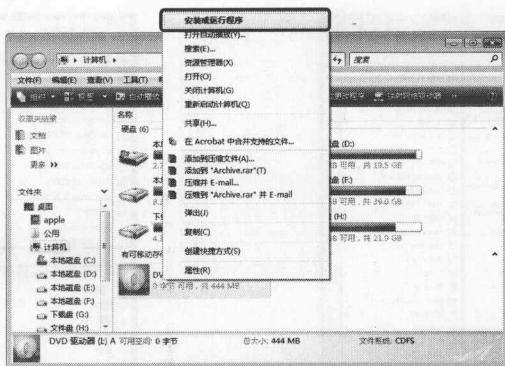 安装或运行程序
打开自动播放(Y)...
搜索(E)...
资源管理器(X)
打开(O)
关闭计算机(G)
重新启动计算机(Q)
共享(H)...
在 Acrobat 中合并支持的文件...
添加到压缩文件(A)...
添加到 "Archive.rar"(T)
压缩并 E-mail...
压缩到 "Archive.rar" 并 E-mail
弹出(J)
复制(C)
创建快捷方式(S)
属性(R)
计算机
搜索
文件(F) 编辑(E) 查看(V) 工具(T)
组织
自动播放
收藏夹链接
文档
图片
更多 >>
文件夹
桌面
apple
公用
计算机
本地磁盘 (C:)
本地磁盘 (D:)
本地磁盘 (E:)
本地磁盘 (F:)
下载盘 (G:)
文件盘 (H:)
名称
硬盘 (6)
盘 (D:)
可用, 共 19.5 GB
盘 (F:)
可用, 共 39.0 GB
(H:)
可用, 共 21.9 GB
有可移动存
0 字节 可用, 共 444 MB
DVD 驱动器 (I:) A 可用空间: 0 字节
总大小: 444 MB
文件系统: CDFS